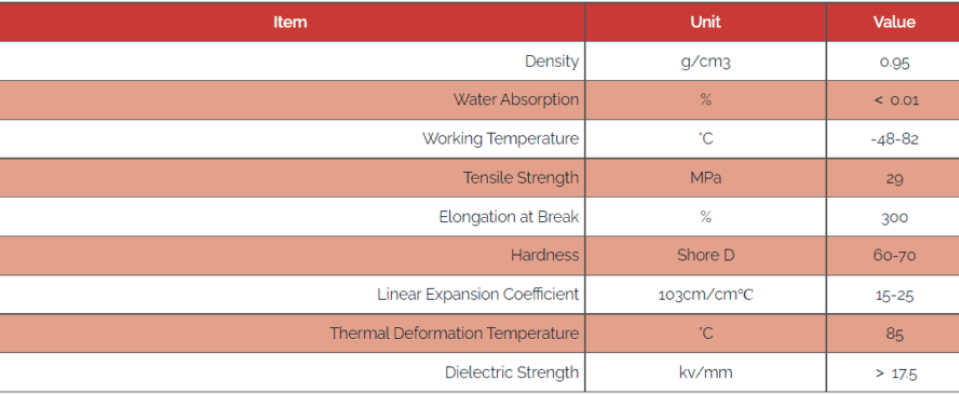 Item Unit Value
Density g/cm3 0.95
Water Absorption % < 0.01
Working Temperature °C -48-82
Tensile Strength MPa 29
Elongation at Break % 300
Hardness Shore D 60-70
Linear Expansion Coefficient 103cm/cm℃ 15-25
Thermal Deformation Temperature °C 85
Dielectric Strength kv/mm > 17.5